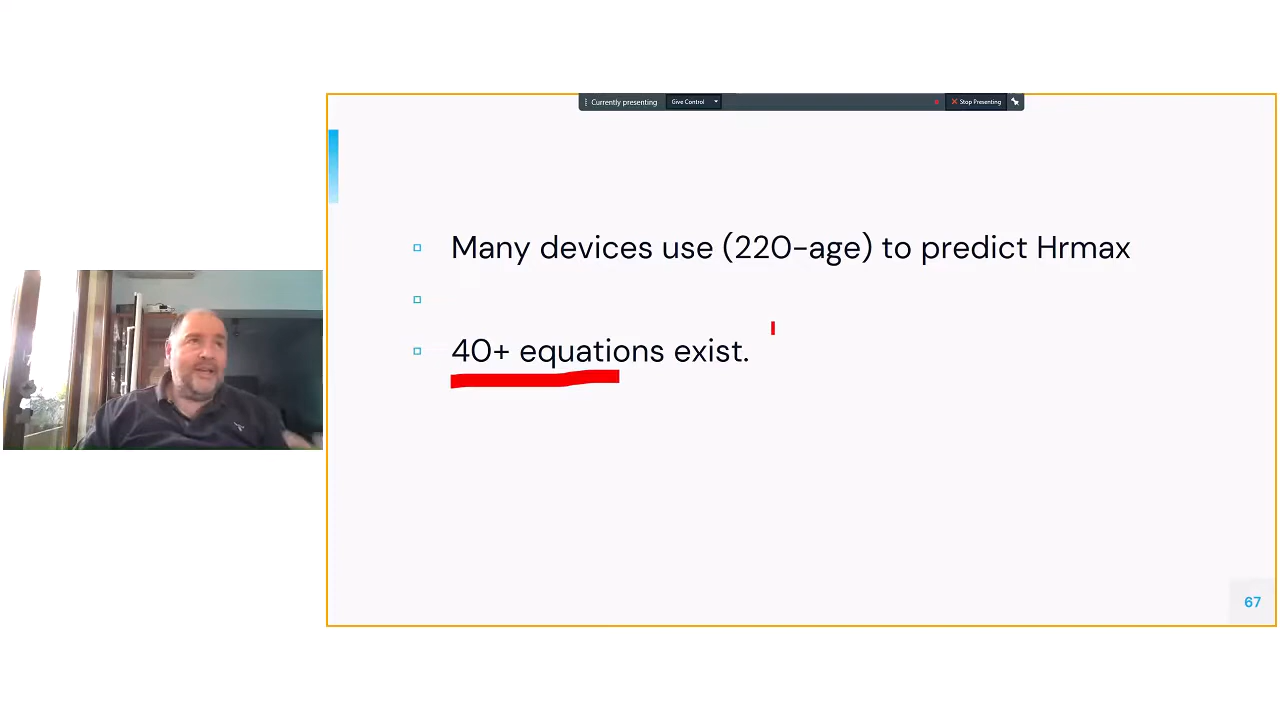 Currently presenting Give Control Stop Presenting
Many devices use (220-age) to predict Hrmax
40+ equations exist.
67